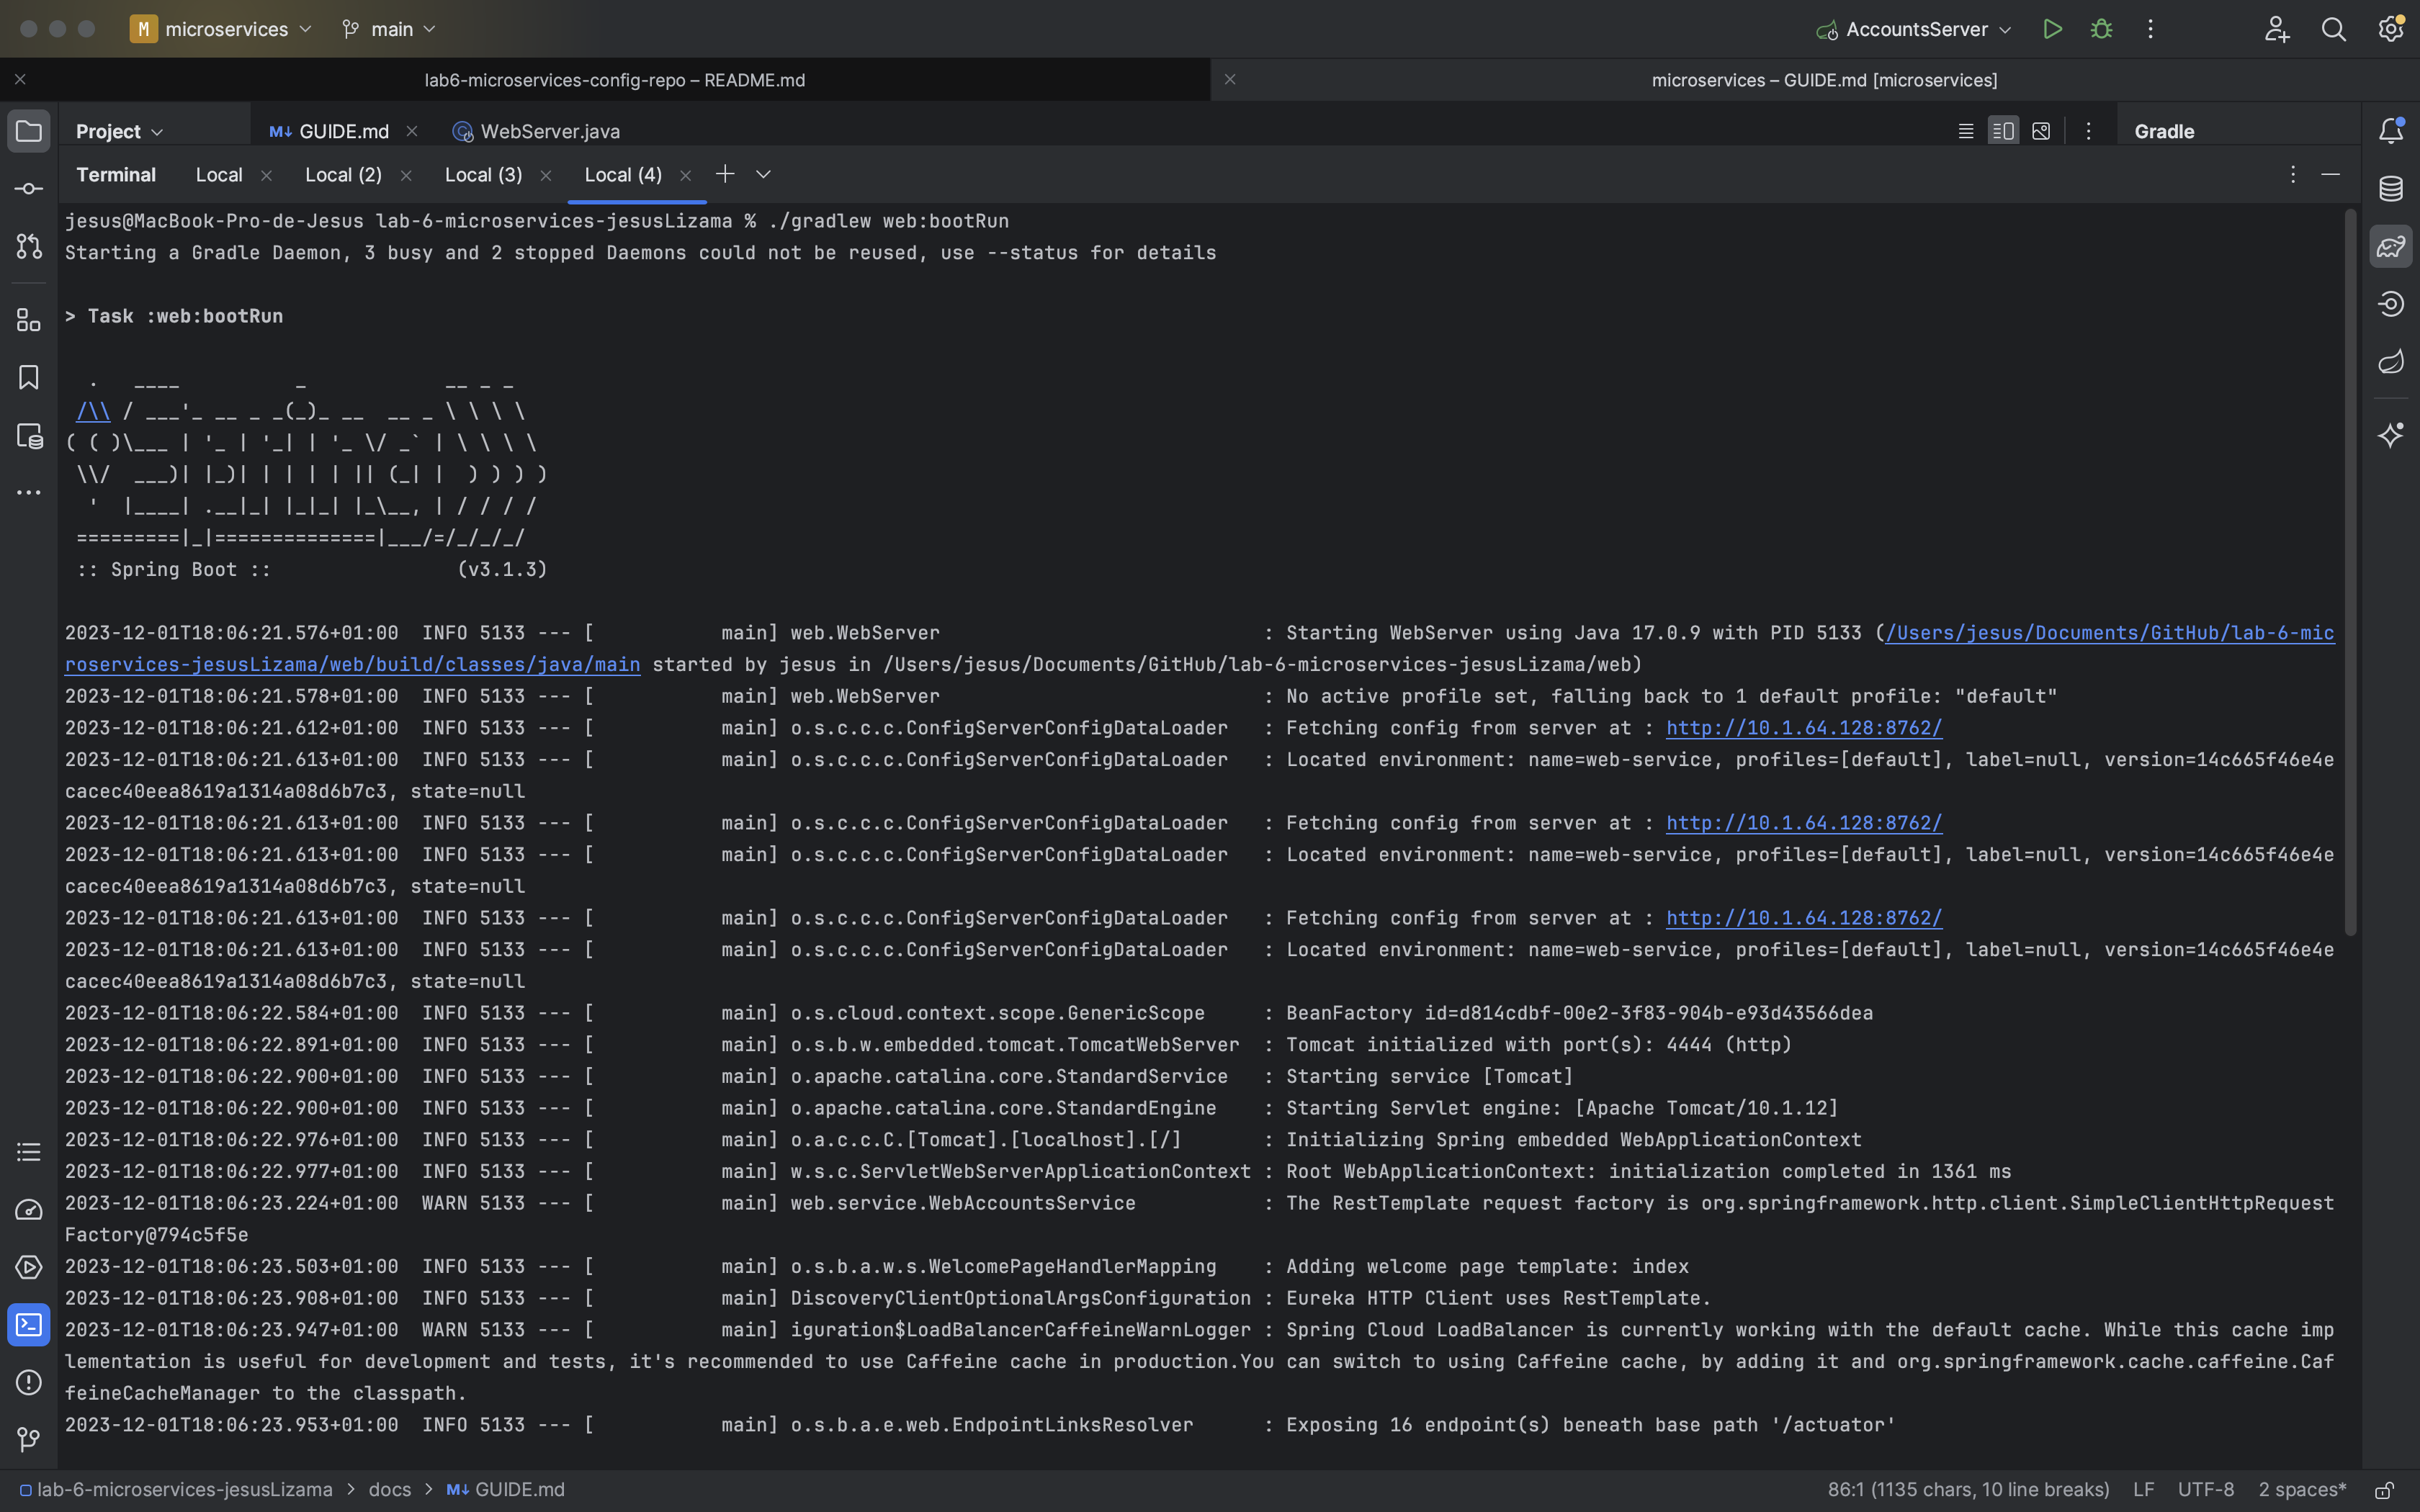 M microservices main AccountsServer
lab6-microservices-config-repo – README.md microservices – GUIDE.md [microservices]
Project M↓ GUIDE.md WebServer.java Gradle
Terminal Local Local (2) Local (3) Local (4)
jesus@MacBook-Pro-de-Jesus lab-6-microservices-jesusLizama % ./gradlew web:bootRun
Starting a Gradle Daemon, 3 busy and 2 stopped Daemons could not be reused, use --status for details
> Task :web:bootRun
  .   ____          _            __ _ _
 /\\ / ___'_ __ _ _(_)_ __  __ _ \ \ \ \
( ( )\___ | '_ | '_| | '_ \/ _` | \ \ \ \
 \\/  ___)| |_)| | | | | || (_| |  ) ) ) )
  '  |____| .__|_| |_|_| |_\__, | / / / /
 =========|_|==============|___/=/_/_/_/
 :: Spring Boot ::                (v3.1.3)
2023-12-01T18:06:21.576+01:00  INFO 5133 --- [           main] web.WebServer                            : Starting WebServer using Java 17.0.9 with PID 5133 (/Users/jesus/Documents/GitHub/lab-6-mic
roservices-jesusLizama/web/build/classes/java/main started by jesus in /Users/jesus/Documents/GitHub/lab-6-microservices-jesusLizama/web)
2023-12-01T18:06:21.578+01:00  INFO 5133 --- [           main] web.WebServer                            : No active profile set, falling back to 1 default profile: "default"
2023-12-01T18:06:21.612+01:00  INFO 5133 --- [           main] o.s.c.c.c.ConfigServerConfigDataLoader   : Fetching config from server at : http://10.1.64.128:8762/
2023-12-01T18:06:21.613+01:00  INFO 5133 --- [           main] o.s.c.c.c.ConfigServerConfigDataLoader   : Located environment: name=web-service, profiles=[default], label=null, version=14c665f46e4e
cacec40eea8619a1314a08d6b7c3, state=null
2023-12-01T18:06:21.613+01:00  INFO 5133 --- [           main] o.s.c.c.c.ConfigServerConfigDataLoader   : Fetching config from server at : http://10.1.64.128:8762/
2023-12-01T18:06:21.613+01:00  INFO 5133 --- [           main] o.s.c.c.c.ConfigServerConfigDataLoader   : Located environment: name=web-service, profiles=[default], label=null, version=14c665f46e4e
cacec40eea8619a1314a08d6b7c3, state=null
2023-12-01T18:06:21.613+01:00  INFO 5133 --- [           main] o.s.c.c.c.ConfigServerConfigDataLoader   : Fetching config from server at : http://10.1.64.128:8762/
2023-12-01T18:06:21.613+01:00  INFO 5133 --- [           main] o.s.c.c.c.ConfigServerConfigDataLoader   : Located environment: name=web-service, profiles=[default], label=null, version=14c665f46e4e
cacec40eea8619a1314a08d6b7c3, state=null
2023-12-01T18:06:22.584+01:00  INFO 5133 --- [           main] o.s.cloud.context.scope.GenericScope     : BeanFactory id=d814cdbf-00e2-3f83-904b-e93d43566dea
2023-12-01T18:06:22.891+01:00  INFO 5133 --- [           main] o.s.b.w.embedded.tomcat.TomcatWebServer  : Tomcat initialized with port(s): 4444 (http)
2023-12-01T18:06:22.900+01:00  INFO 5133 --- [           main] o.apache.catalina.core.StandardService   : Starting service [Tomcat]
2023-12-01T18:06:22.900+01:00  INFO 5133 --- [           main] o.apache.catalina.core.StandardEngine    : Starting Servlet engine: [Apache Tomcat/10.1.12]
2023-12-01T18:06:22.976+01:00  INFO 5133 --- [           main] o.a.c.c.C.[Tomcat].[localhost].[/]       : Initializing Spring embedded WebApplicationContext
2023-12-01T18:06:22.977+01:00  INFO 5133 --- [           main] w.s.c.ServletWebServerApplicationContext : Root WebApplicationContext: initialization completed in 1361 ms
2023-12-01T18:06:23.224+01:00  WARN 5133 --- [           main] web.service.WebAccountsService           : The RestTemplate request factory is org.springframework.http.client.SimpleClientHttpRequest
Factory@794c5f5e
2023-12-01T18:06:23.503+01:00  INFO 5133 --- [           main] o.s.b.a.w.s.WelcomePageHandlerMapping    : Adding welcome page template: index
2023-12-01T18:06:23.908+01:00  INFO 5133 --- [           main] DiscoveryClientOptionalArgsConfiguration : Eureka HTTP Client uses RestTemplate.
2023-12-01T18:06:23.947+01:00  WARN 5133 --- [           main] iguration$LoadBalancerCaffeineWarnLogger : Spring Cloud LoadBalancer is currently working with the default cache. While this cache imp
lementation is useful for development and tests, it's recommended to use Caffeine cache in production.You can switch to using Caffeine cache, by adding it and org.springframework.cache.caffeine.Caf
feineCacheManager to the classpath.
2023-12-01T18:06:23.953+01:00  INFO 5133 --- [           main] o.s.b.a.e.web.EndpointLinksResolver      : Exposing 16 endpoint(s) beneath base path '/actuator'
lab-6-microservices-jesusLizama > docs > M↓ GUIDE.md 86:1 (1135 chars, 10 line breaks) LF UTF-8 2 spaces*